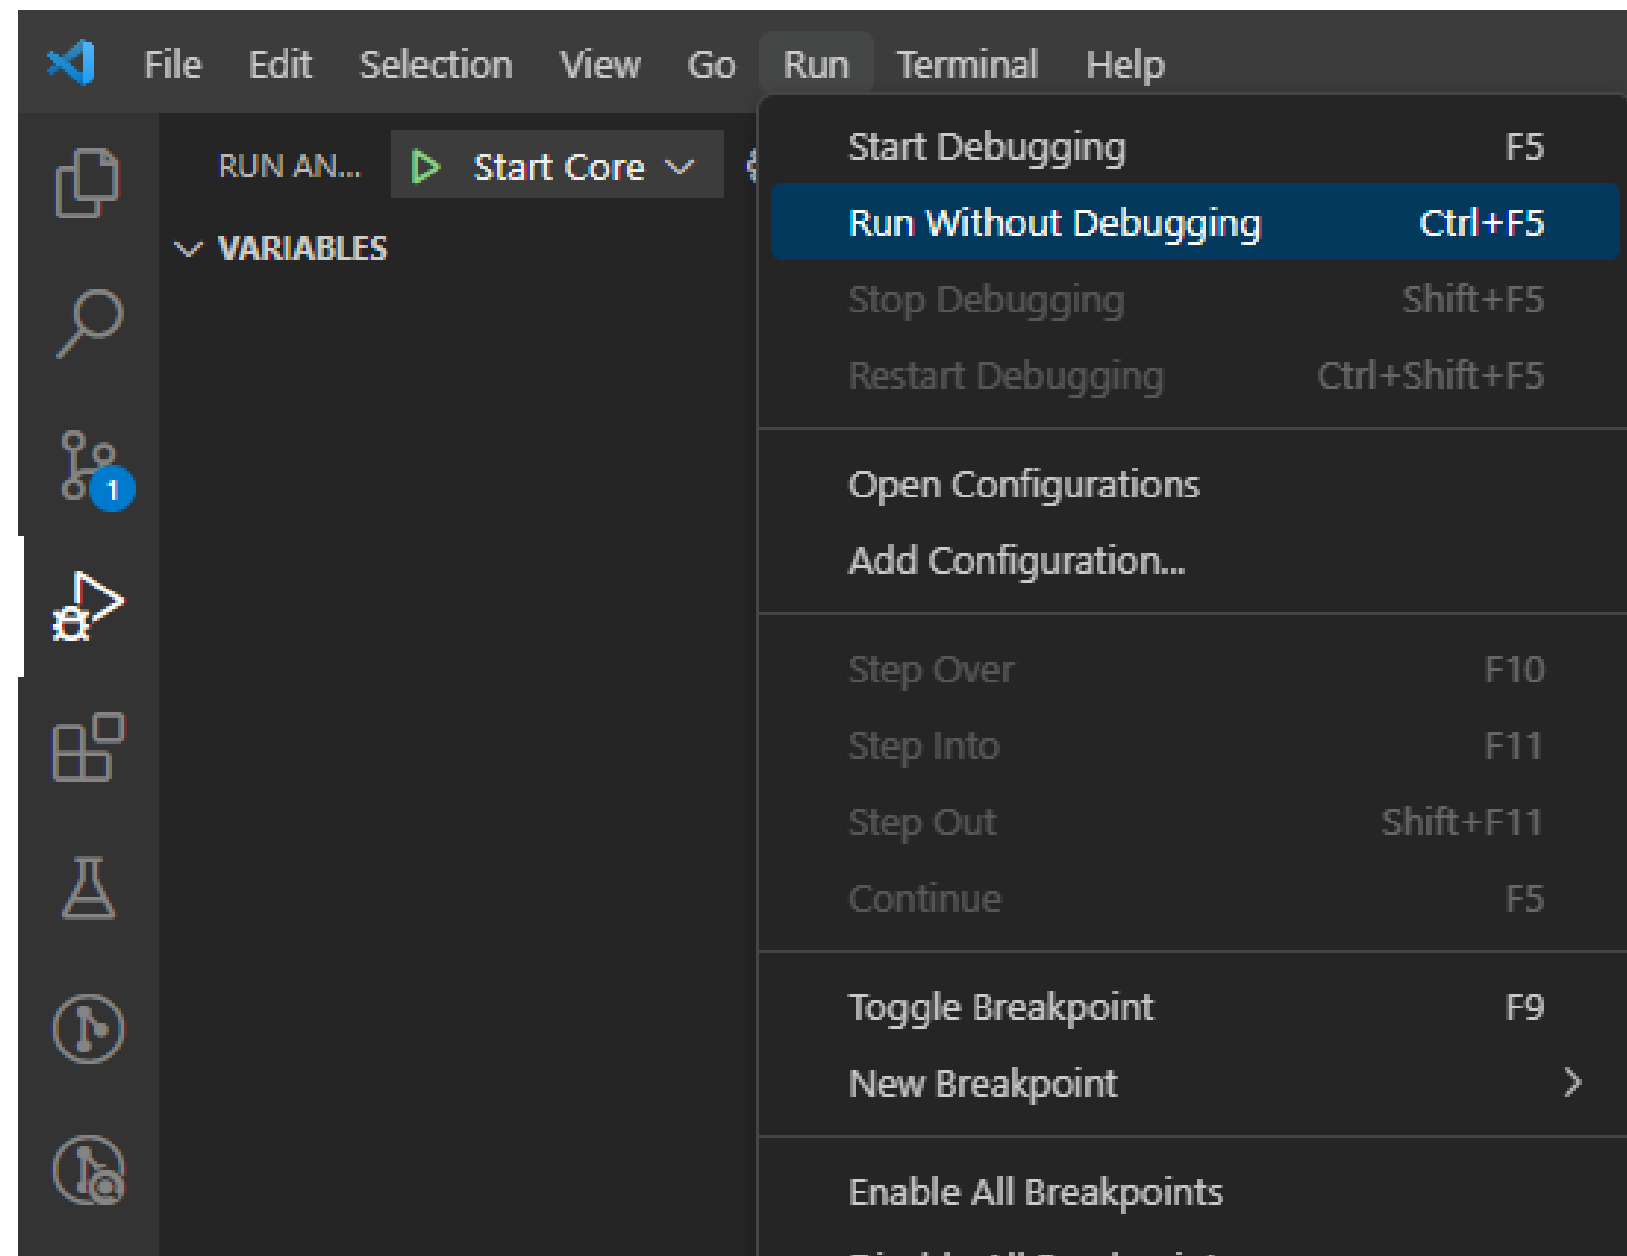 File Edit Selection View Go Run Terminal Help
RUN AN... Start Core
VARIABLES
1
Start Debugging F5
Run Without Debugging Ctrl+F5
Stop Debugging Shift+F5
Restart Debugging Ctrl+Shift+F5
Open Configurations
Add Configuration...
Step Over F10
Step Into F11
Step Out Shift+F11
Continue F5
Toggle Breakpoint F9
New Breakpoint
Enable All Breakpoints